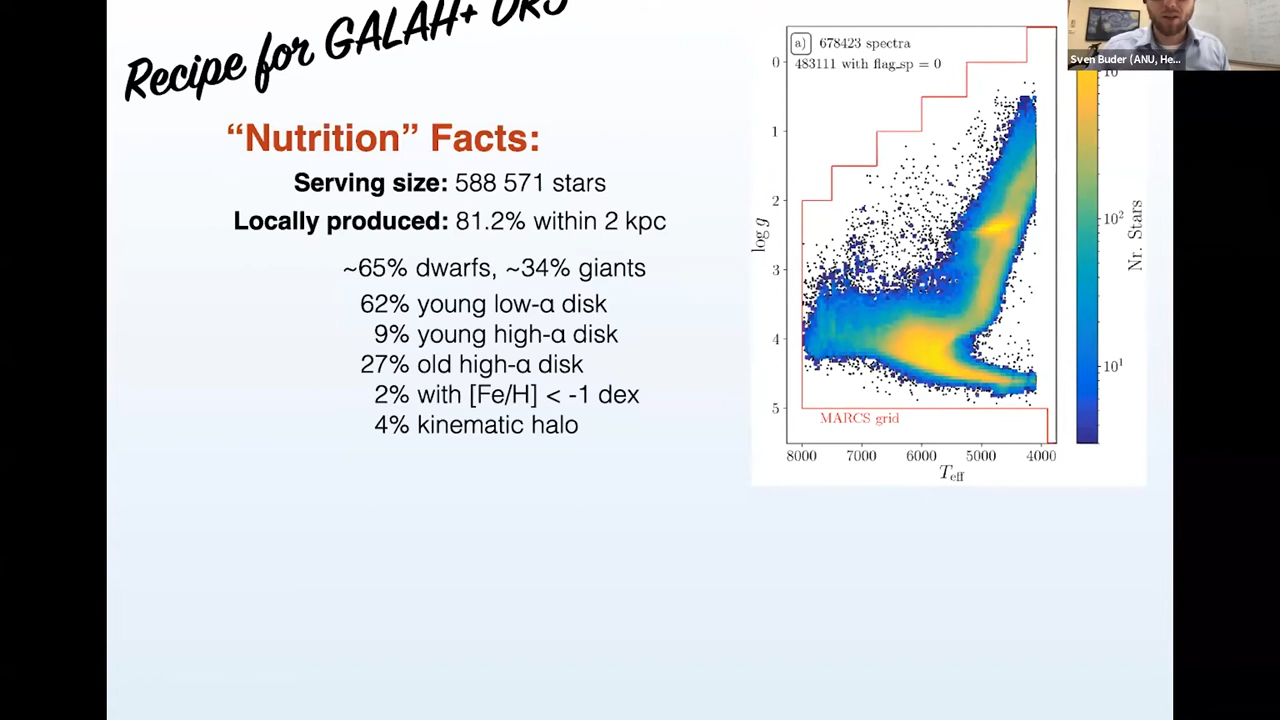 Recipe for GALAH+ DR3
"Nutrition" Facts:
Serving size: 588 571 stars
Locally produced: 81.2% within 2 kpc
~65% dwarfs, ~34% giants
62% young low-α disk
9% young high-α disk
27% old high-α disk
2% with [Fe/H] < -1 dex
4% kinematic halo
a) 678423 spectra
483111 with flag_sp = 0
0
1
2
3
4
5
log g
MARCS grid
8000 7000 6000 5000 4000
T_eff
10
10²
10¹
Nr. Stars
Sven Buder (ANU, He...